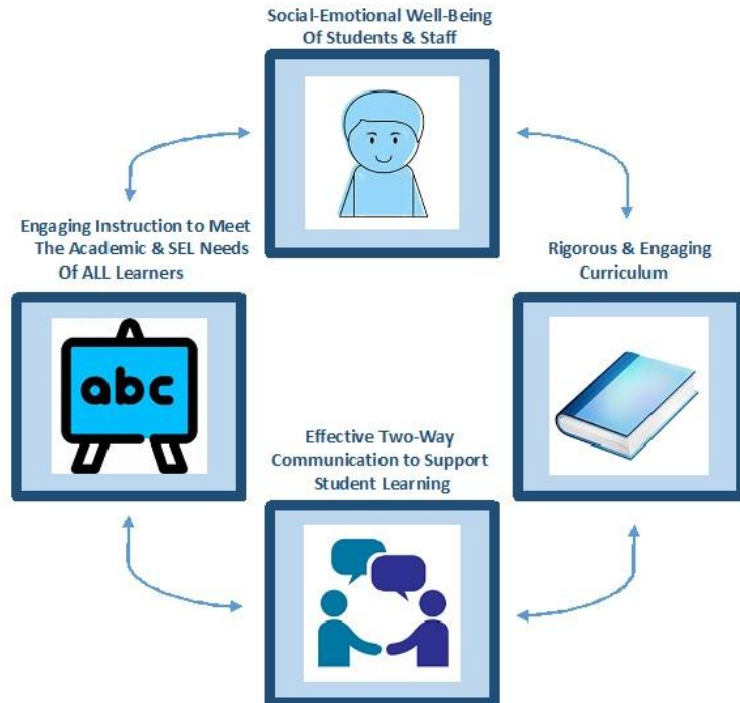 Social-Emotional Well-Being
Of Students & Staff
Engaging Instruction to Meet
The Academic & SEL Needs
Of ALL Learners
abc
Rigorous & Engaging
Curriculum
Effective Two-Way
Communication to Support
Student Learning